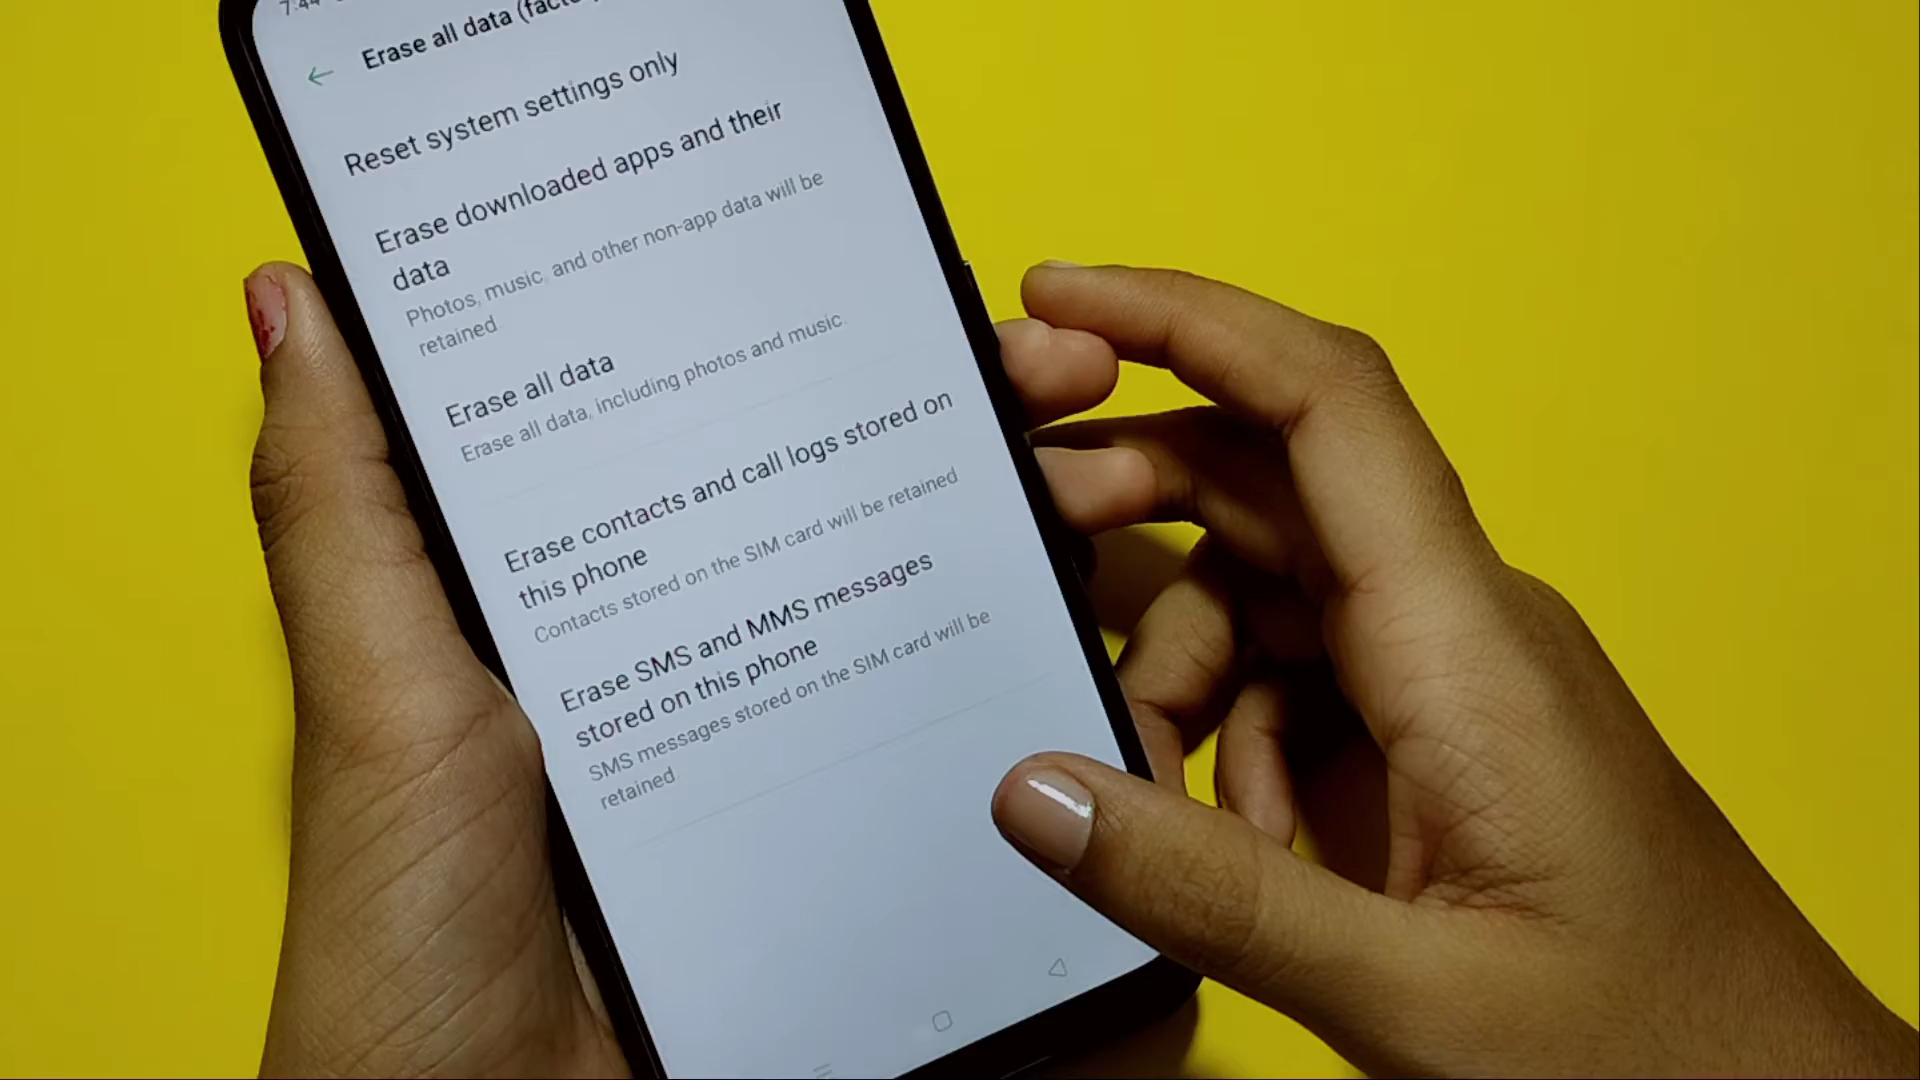 7:44
Erase all data (facto
Reset system settings only
Erase downloaded apps and their
data
Photos, music, and other non-app data will be
retained
Erase all data
Erase all data, including photos and music.
Erase contacts and call logs stored on
this phone
Contacts stored on the SIM card will be retained
Erase SMS and MMS messages
stored on this phone
SMS messages stored on the SIM card will be
retained